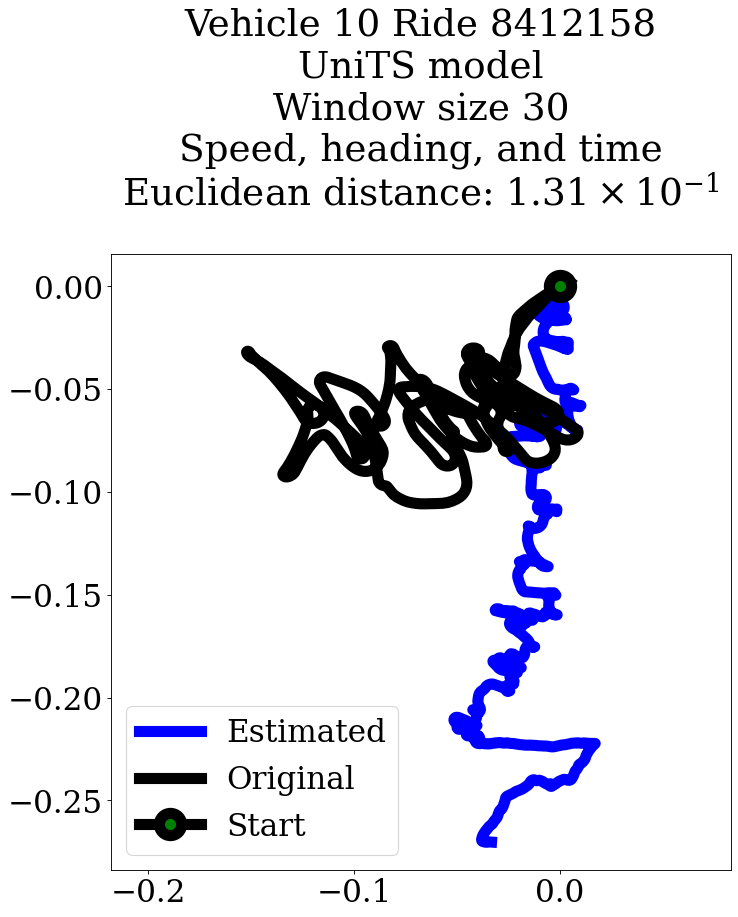 Vehicle 10 Ride 8412158
UniTS model
Window size 30
Speed, heading, and time
Euclidean distance: 1.31 × 10⁻¹
0.00
−0.05
−0.10
−0.15
−0.20
−0.25
Estimated
Original
Start
−0.2 −0.1 0.0